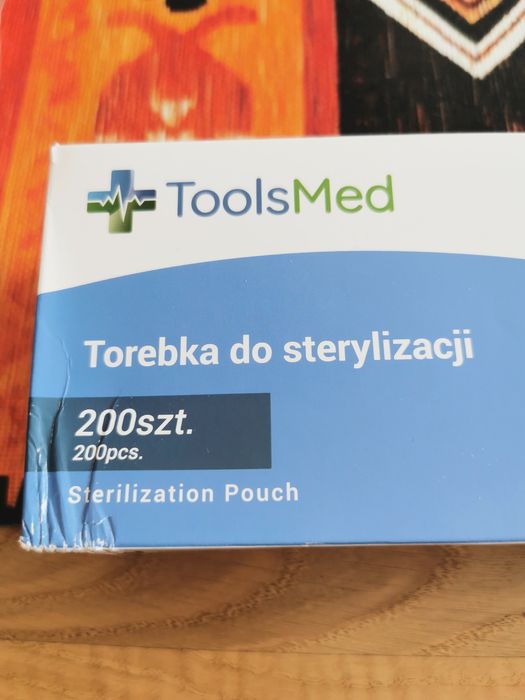 ToolsMed
Torebka do sterylizacji
200szt.
200pcs.
Sterilization Pouch